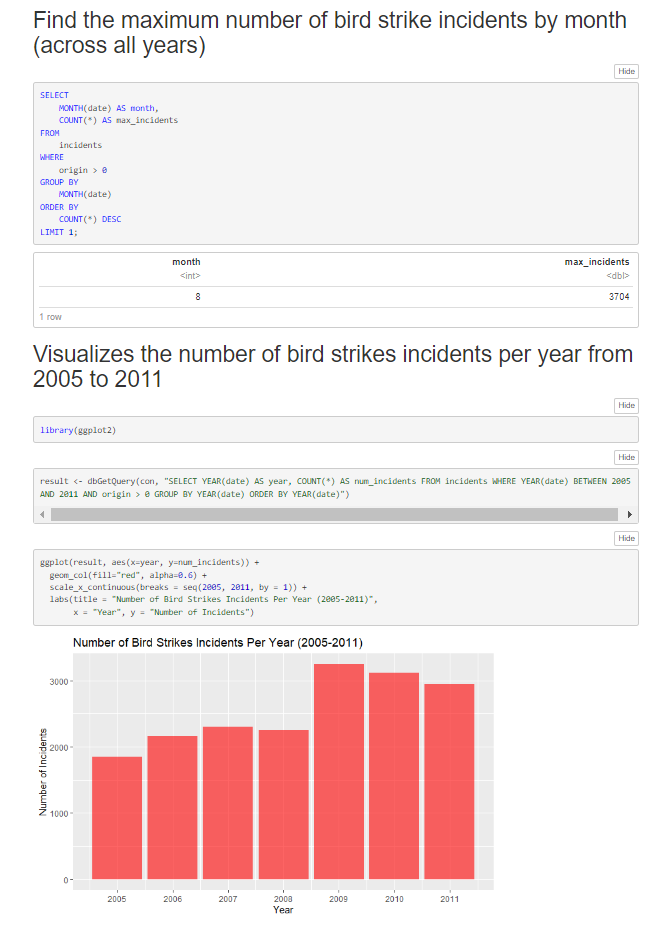 Find the maximum number of bird strike incidents by month
(across all years)
Hide
SELECT
MONTH(date) AS month,
COUNT(*) AS max_incidents
FROM
incidents
WHERE
origin > 0
GROUP BY
MONTH(date)
ORDER BY
COUNT(*) DESC
LIMIT 1;
month max_incidents
<int> <dbl>
8 3704
1 row
Visualizes the number of bird strikes incidents per year from
2005 to 2011
Hide
library(ggplot2)
Hide
result <- dbGetQuery(con, "SELECT YEAR(date) AS year, COUNT(*) AS num_incidents FROM incidents WHERE YEAR(date) BETWEEN 2005
AND 2011 AND origin > 0 GROUP BY YEAR(date) ORDER BY YEAR(date)")
Hide
ggplot(result, aes(x=year, y=num_incidents)) +
geom_col(fill="red", alpha=0.6) +
scale_x_continuous(breaks = seq(2005, 2011, by = 1)) +
labs(title = "Number of Bird Strikes Incidents Per Year (2005-2011)",
x = "Year", y = "Number of Incidents")
Number of Bird Strikes Incidents Per Year (2005-2011)
Number of Incidents
3000
2000
1000
0
2005 2006 2007 2008 2009 2010 2011
Year